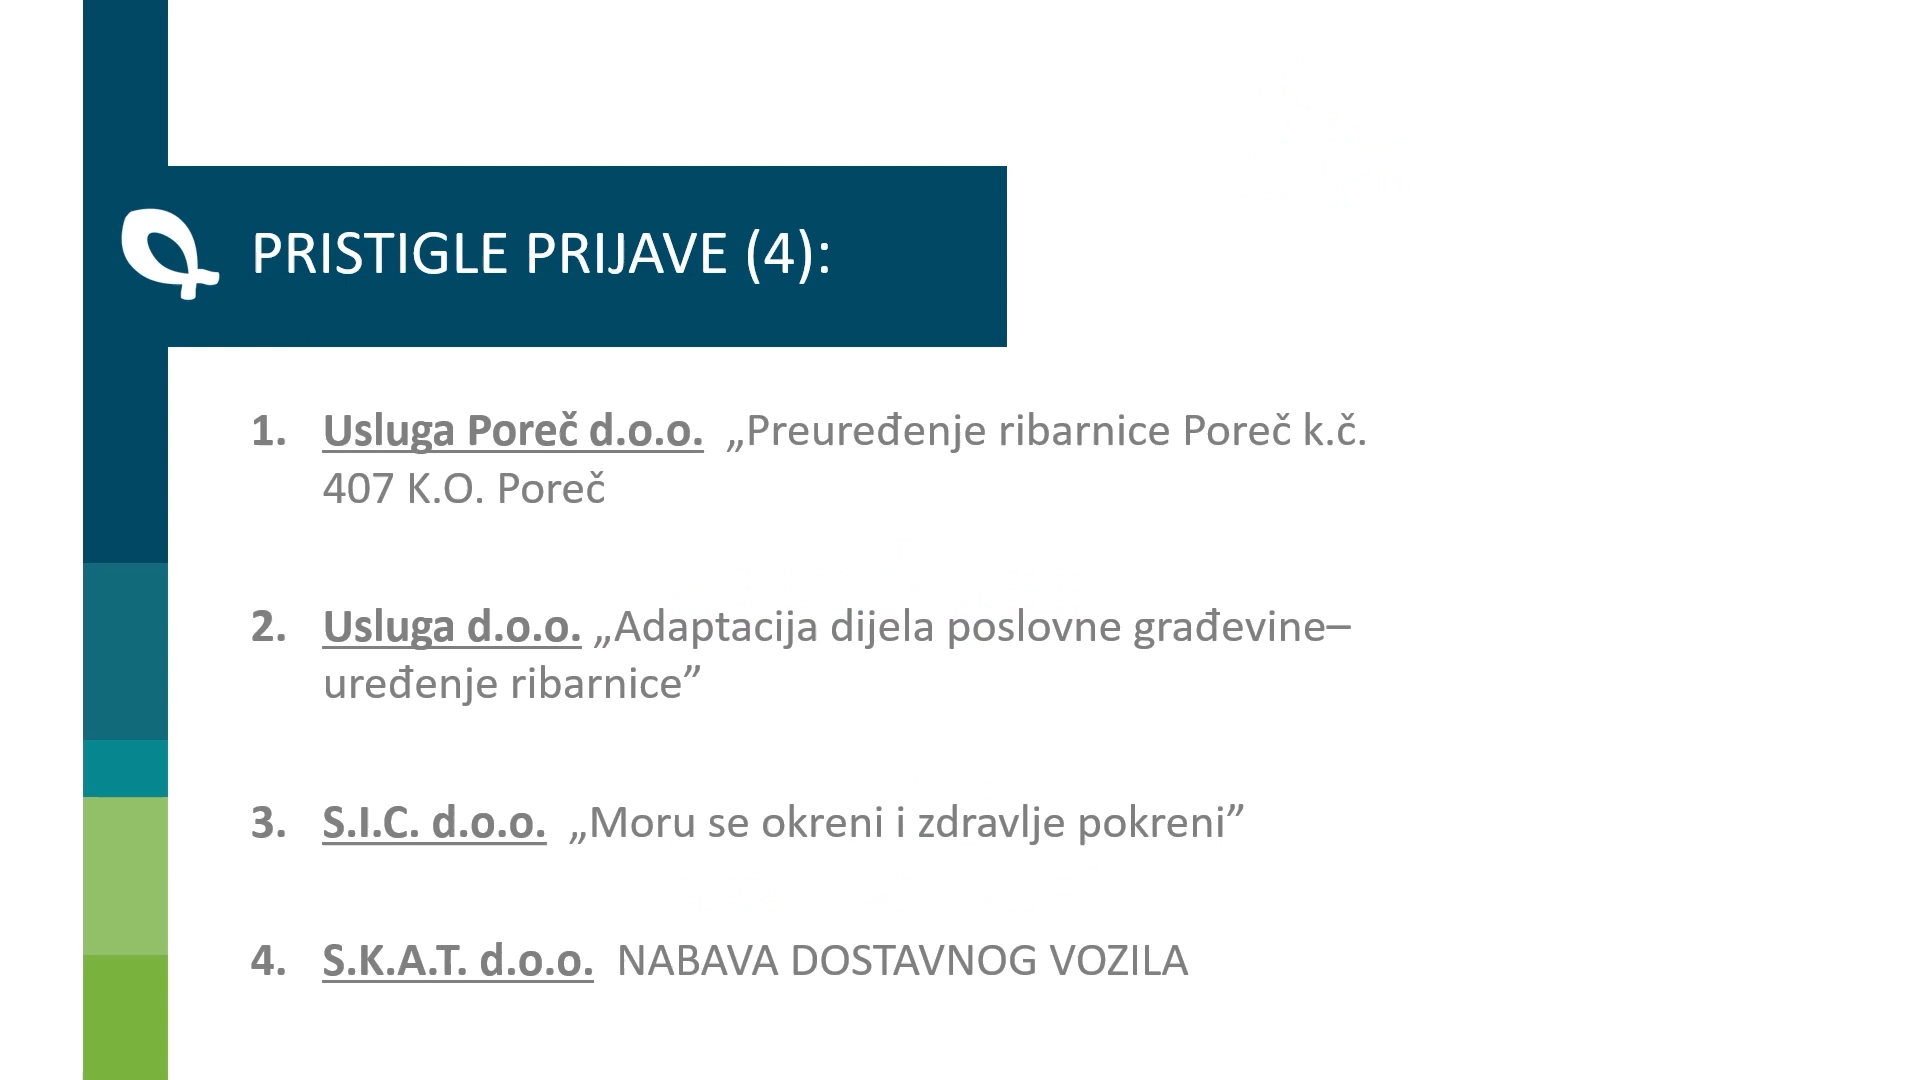 PRISTIGLE PRIJAVE (4):
1. Usluga Poreč d.o.o. „Preuređenje ribarnice Poreč k.č.
407 K.O. Poreč
2. Usluga d.o.o. „Adaptacija dijela poslovne građevine–
uređenje ribarnice”
3. S.I.C. d.o.o. „Moru se okreni i zdravlje pokreni”
4. S.K.A.T. d.o.o. NABAVA DOSTAVNOG VOZILA